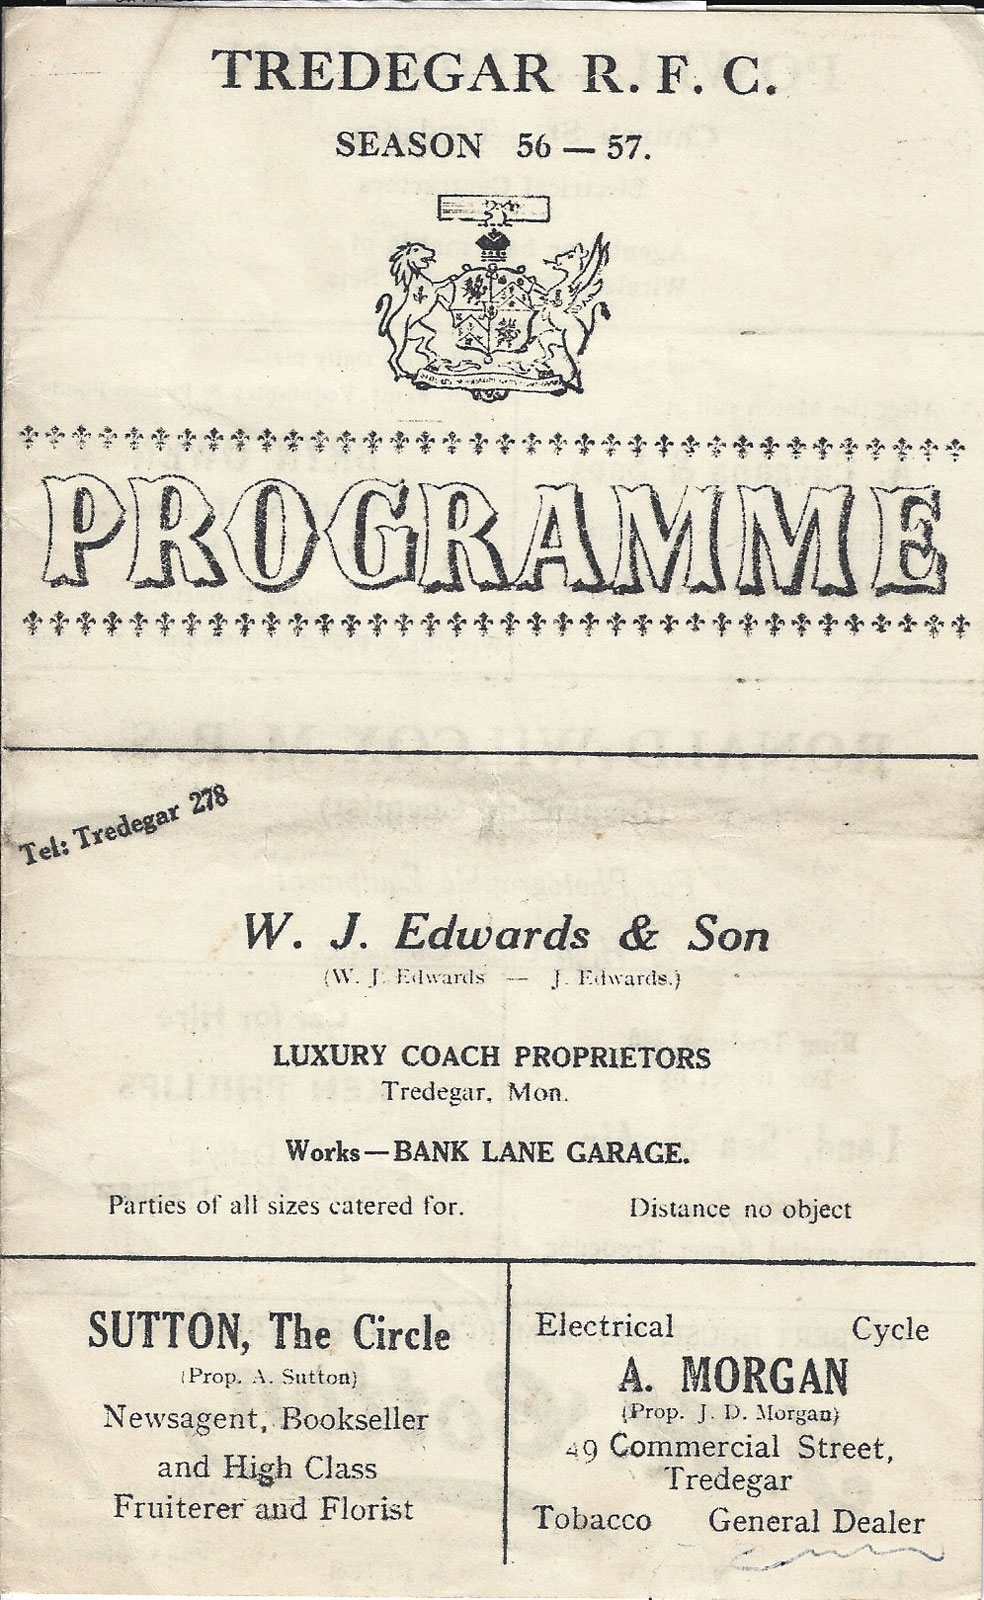 TREDEGAR R. F. C.
SEASON 56 — 57.
PROGRAMME
Tel: Tredegar 278
W. J. Edwards & Son
(W. J. Edwards — J. Edwards.)
LUXURY COACH PROPRIETORS
Tredegar, Mon.
Works—BANK LANE GARAGE.
Parties of all sizes catered for. Distance no object
SUTTON, The Circle
(Prop. A. Sutton)
Newsagent, Bookseller
and High Class
Fruiterer and Florist
Electrical Cycle
A. MORGAN
(Prop. J. D. Morgan)
49 Commercial Street,
Tredegar
Tobacco General Dealer